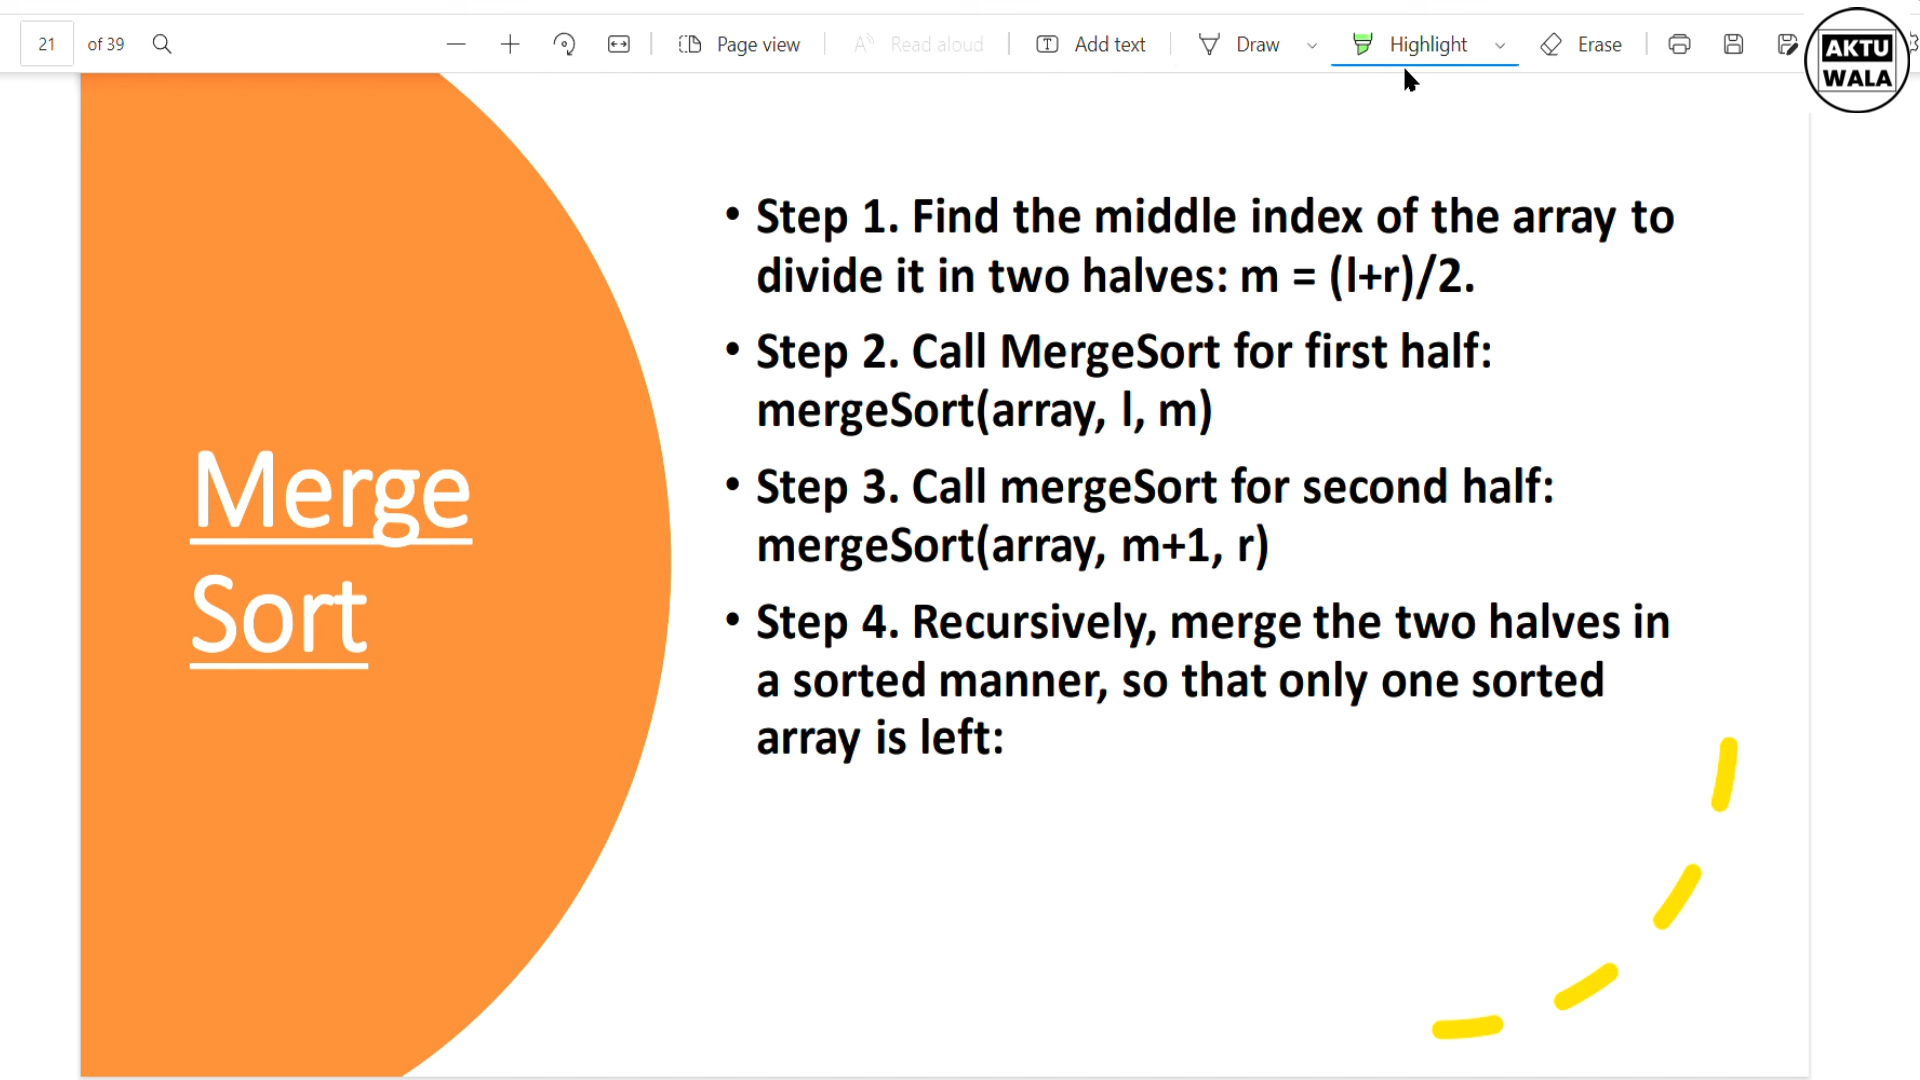 21 of 39 Page view Read aloud Add text Draw Highlight Erase
AKTU
WALA
Merge
Sort
• Step 1. Find the middle index of the array to
divide it in two halves: m = (l+r)/2.
• Step 2. Call MergeSort for first half:
mergeSort(array, l, m)
• Step 3. Call mergeSort for second half:
mergeSort(array, m+1, r)
• Step 4. Recursively, merge the two halves in
a sorted manner, so that only one sorted
array is left: